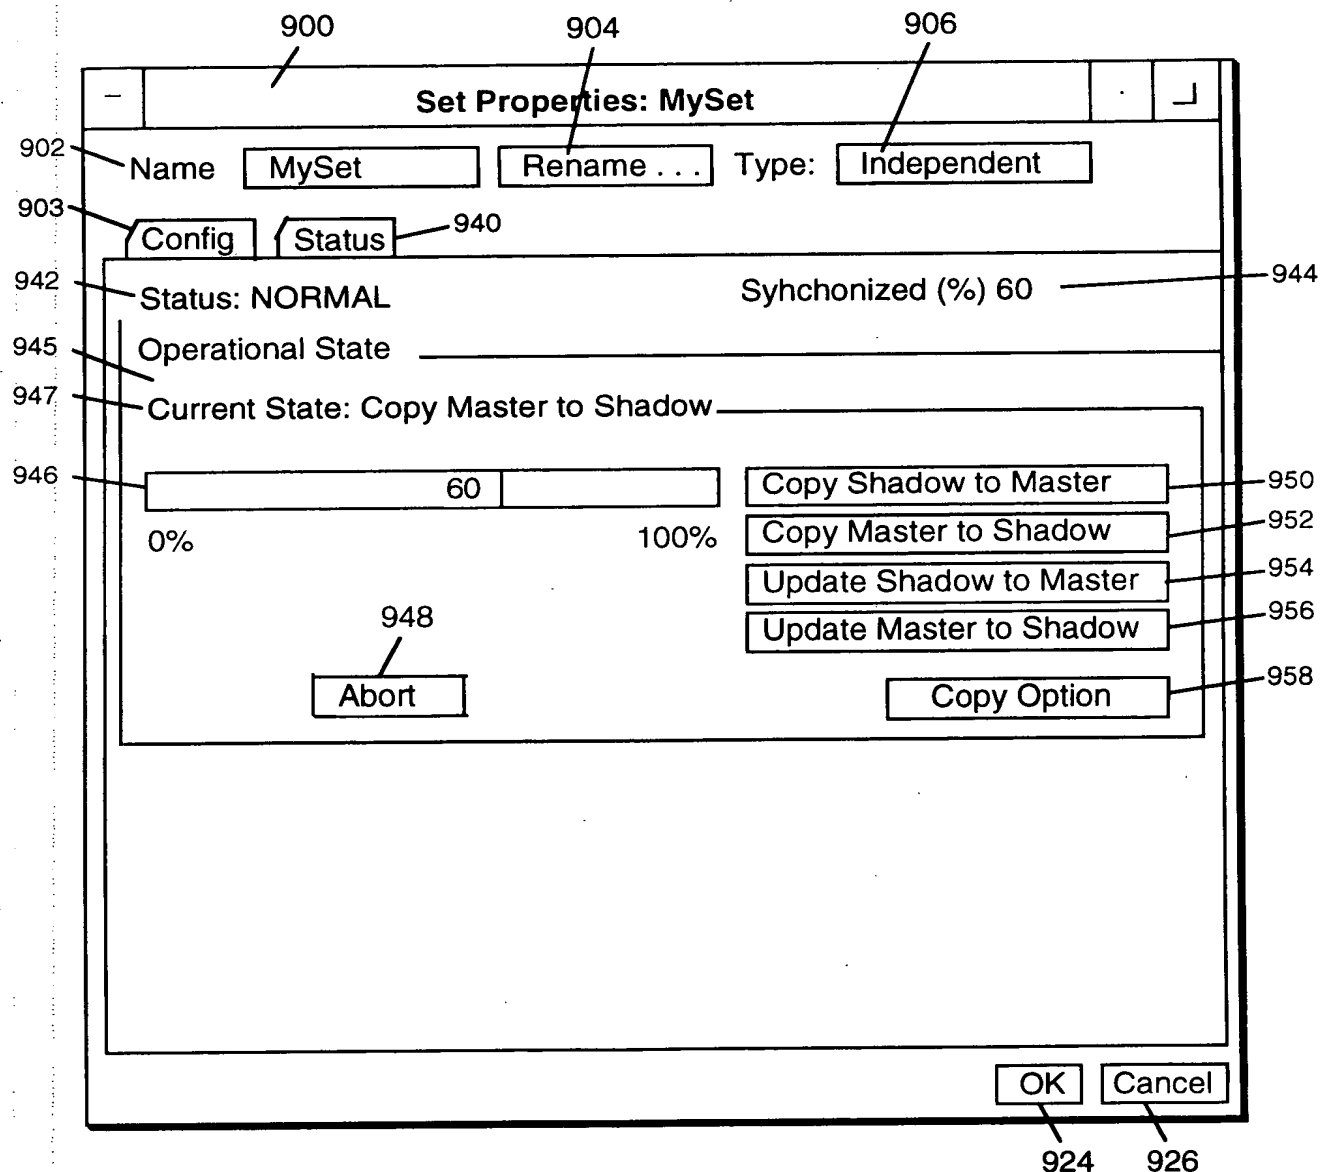 900 904 906
Set Properties: MySet
902 Name MySet Rename . . . Type: Independent
903 Config Status 940
942 Status: NORMAL Syhchonized (%) 60 944
945 Operational State
947 Current State: Copy Master to Shadow
946 60 Copy Shadow to Master 950
0% 100% Copy Master to Shadow 952
Update Shadow to Master 954
948 Update Master to Shadow 956
Abort Copy Option 958
OK Cancel
924 926